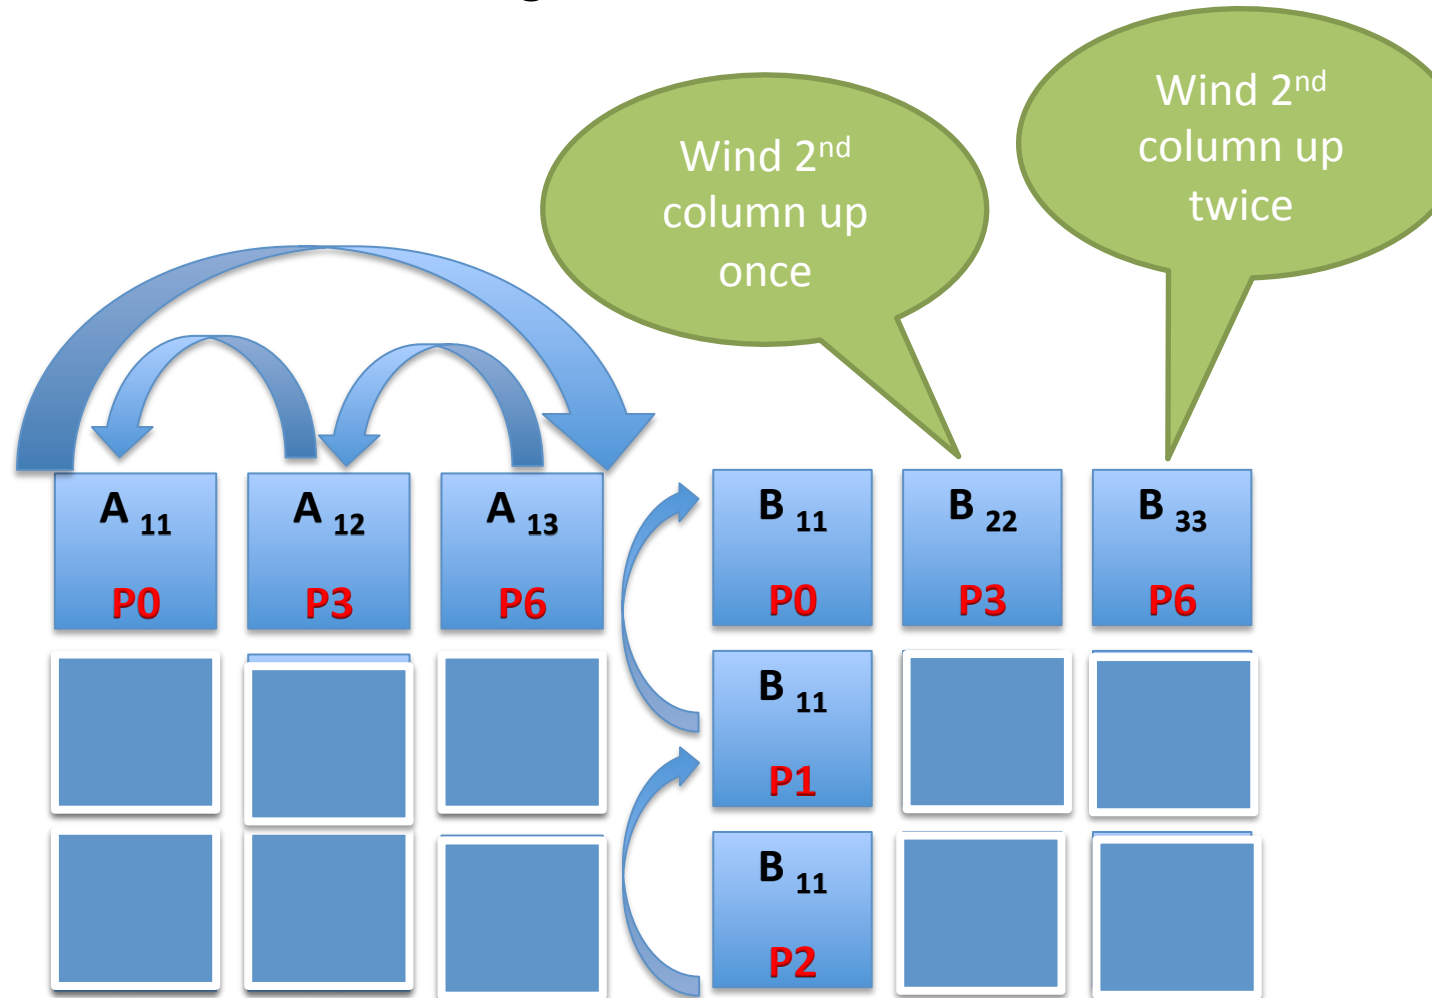 Wind 2nd
column up
once
Wind 2nd
column up
twice
A 11
P0
A 12
P3
A 13
P6
B 11
P0
B 22
P3
B 33
P6
B 11
P1
B 11
P2